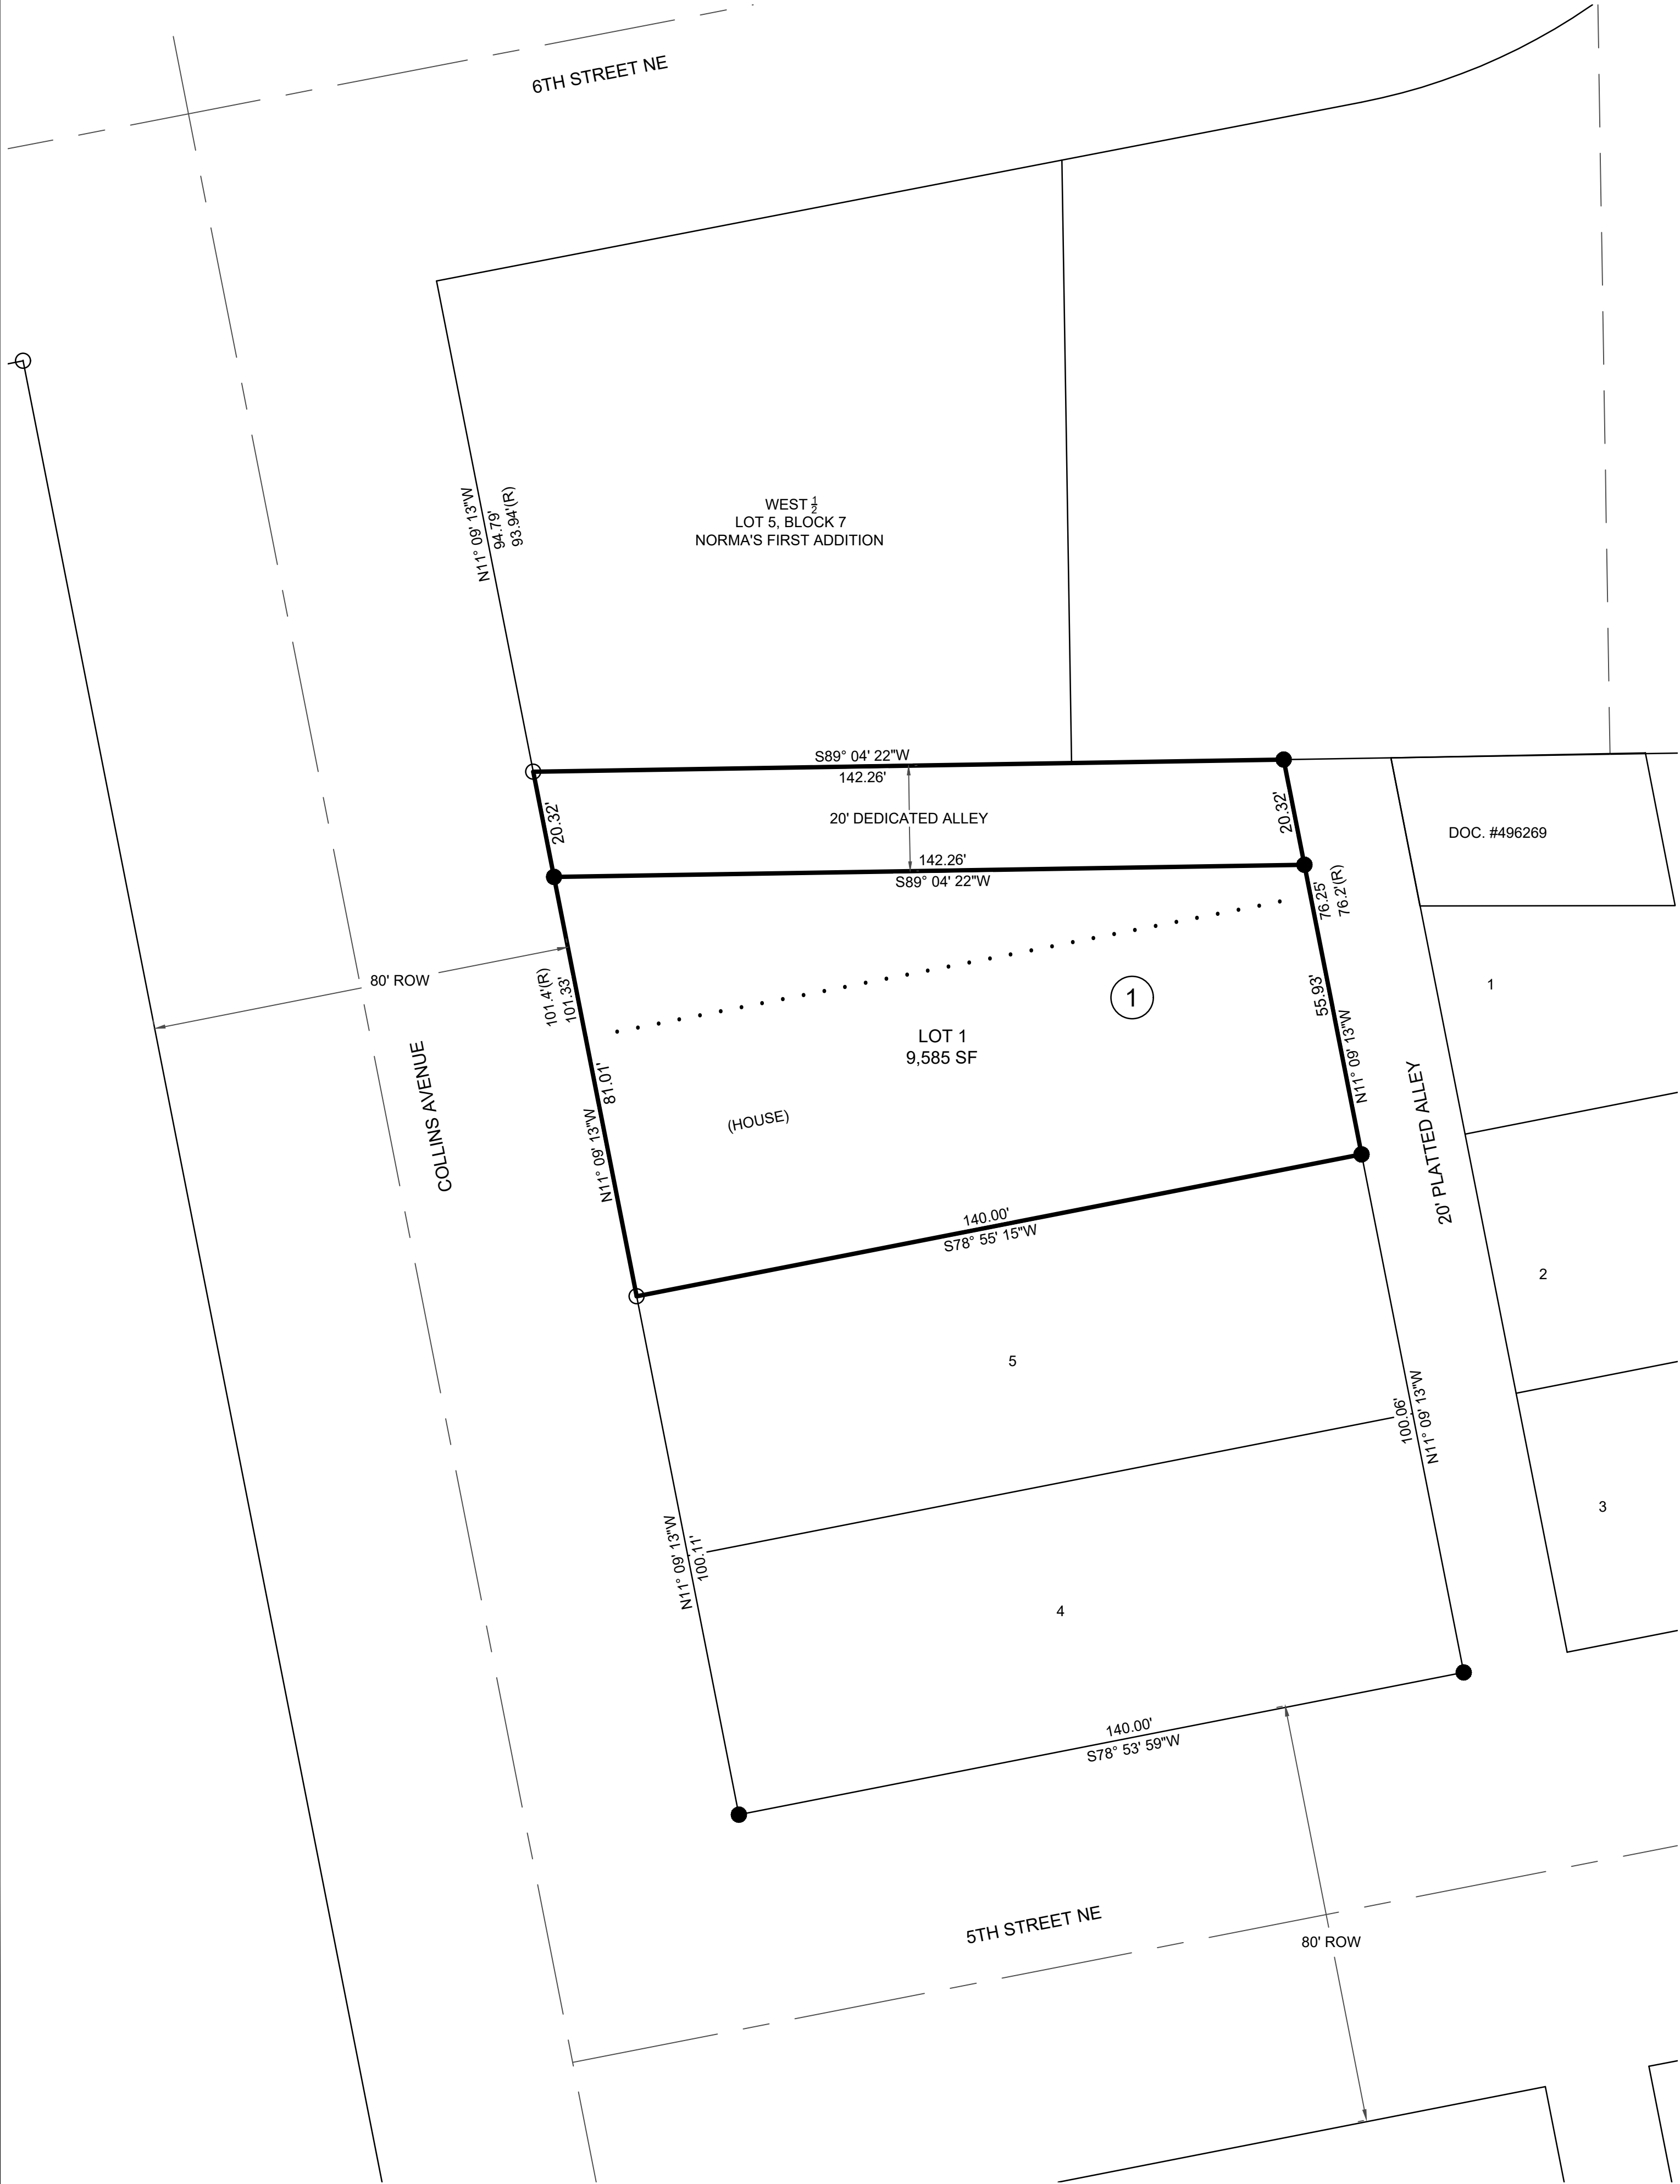 6TH STREET NE
N11° 09' 13"W
94.79'
93.94'(R)
WEST 1/2
LOT 5, BLOCK 7
NORMA'S FIRST ADDITION
S89° 04' 22"W
142.26'
20.32'
20' DEDICATED ALLEY
20.32'
142.26'
S89° 04' 22"W
DOC. #496269
76.25'
76.2'(R)
80' ROW
101.4'(R)
101.33'
55.93'
N11° 09' 13"W
1
1
LOT 1
9,585 SF
COLLINS AVENUE
81.01'
N11° 09' 13"W
(HOUSE)
20' PLATTED ALLEY
140.00'
S78° 55' 15"W
2
5
100.06'
N11° 09' 13"W
3
N11° 09' 13"W
100.11'
4
140.00'
S78° 53' 59"W
5TH STREET NE
80' ROW